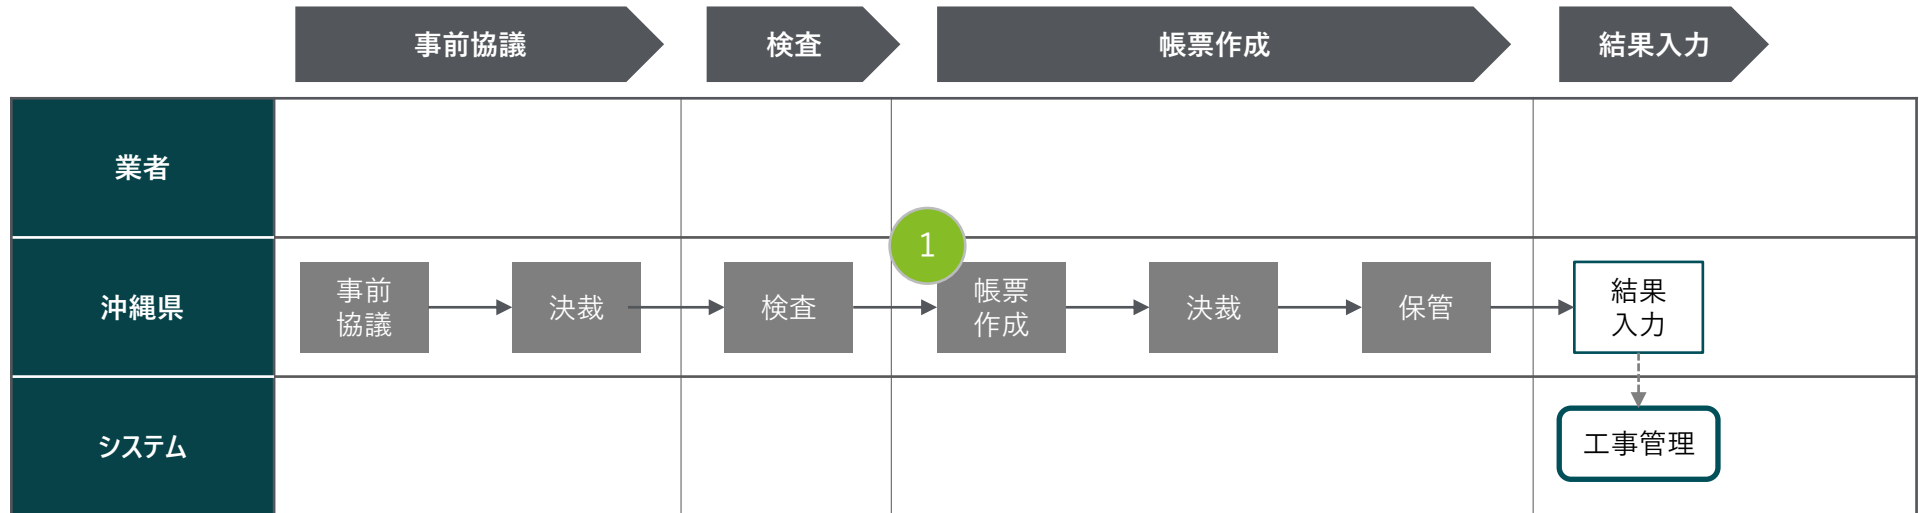 事前協議
検査
帳票作成
結果入力
業者
1
沖縄県
事前
協議
決裁
検査
帳票
作成
決裁
保管
結果
入力
システム
工事管理